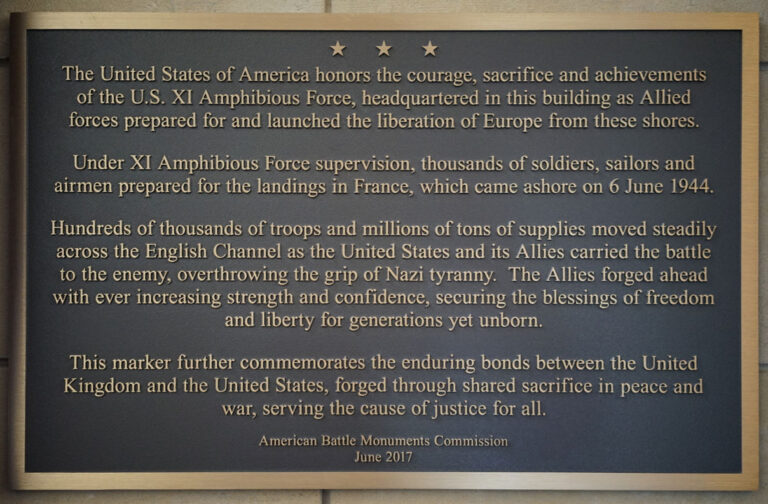 The United States of America honors the courage, sacrifice and achievements
of the U.S. XI Amphibious Force, headquartered in this building as Allied
forces prepared for and launched the liberation of Europe from these shores.
Under XI Amphibious Force supervision, thousands of soldiers, sailors and
airmen prepared for the landings in France, which came ashore on 6 June 1944.
Hundreds of thousands of troops and millions of tons of supplies moved steadily
across the English Channel as the United States and its Allies carried the battle
to the enemy, overthrowing the grip of Nazi tyranny.  The Allies forged ahead
with ever increasing strength and confidence, securing the blessings of freedom
and liberty for generations yet unborn.
This marker further commemorates the enduring bonds between the United
Kingdom and the United States, forged through shared sacrifice in peace and
war, serving the cause of justice for all.
American Battle Monuments Commission
June 2017